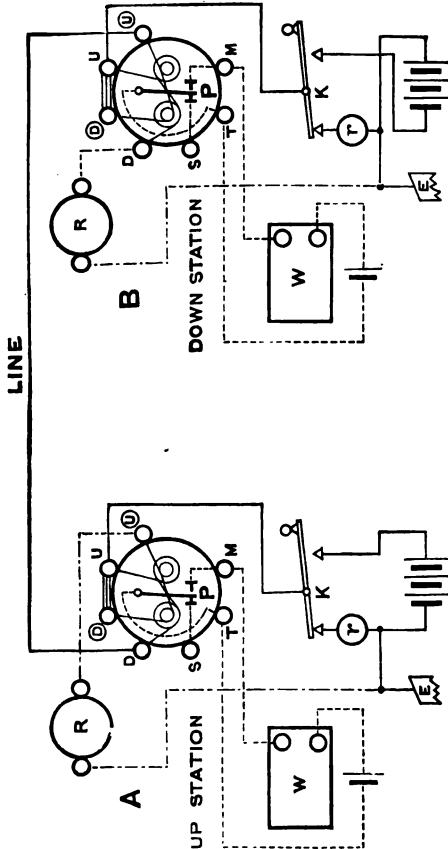 LINE
A
UP STATION
R
Ⓓ U
D Ⓤ
S P M
T
W
K
r
E
B
DOWN STATION
R
Ⓓ U
D Ⓤ
S P M
T
W
K
r
E